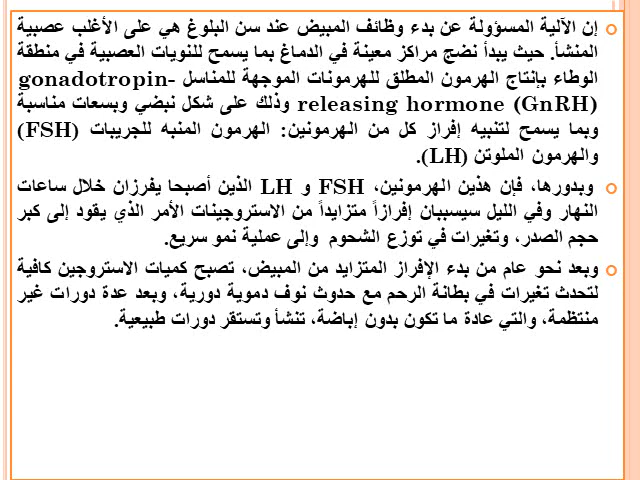 إن الآلية المسؤولة عن بدء وظائف المبيض عند سن البلوغ هي على الأغلب عصبية
المنشأ. حيث يبدأ نضج مراكز معينة في الدماغ بما يسمح للنويات العصبية في منطقة
الوطاء بإنتاج الهرمون المطلق للهرمونات الموجهة للمناسل gonadotropin-
releasing hormone (GnRH) وذلك على شكل نبضي وبسعات مناسبة
وبما يسمح لتنبيه إفراز كل من الهرمونين: الهرمون المنبه للجريبات (FSH)
والهرمون الملوتن (LH).
وبدورها، فإن هذين الهرمونين، FSH و LH الذين أصبحا يفرزان خلال ساعات
النهار وفي الليل سيسببان إفرازاً متزايداً من الاستروجينات الأمر الذي يقود إلى كبر
حجم الصدر، وتغيرات في توزع الشحوم وإلى عملية نمو سريع.
وبعد نحو عام من بدء الإفراز المتزايد من المبيض، تصبح كميات الاستروجين كافية
لتحدث تغيرات في بطانة الرحم مع حدوث نوف دموية دورية، وبعد عدة دورات غير
منتظمة، والتي عادة ما تكون بدون إباضة، تنشأ وتستقر دورات طبيعية.